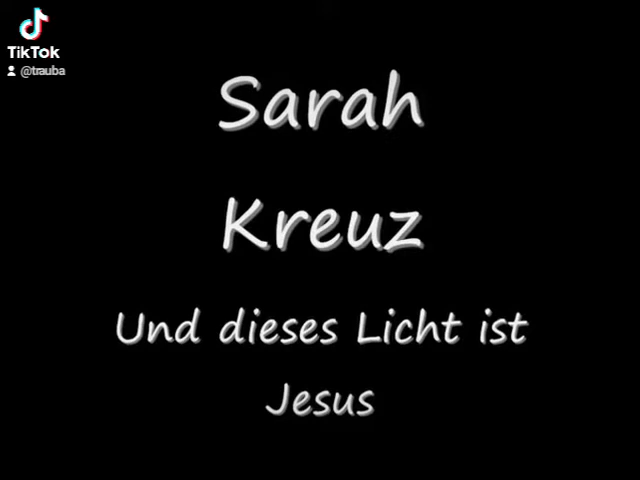 TikTok
@trauba
Sarah
Kreuz
Und dieses Licht ist
Jesus